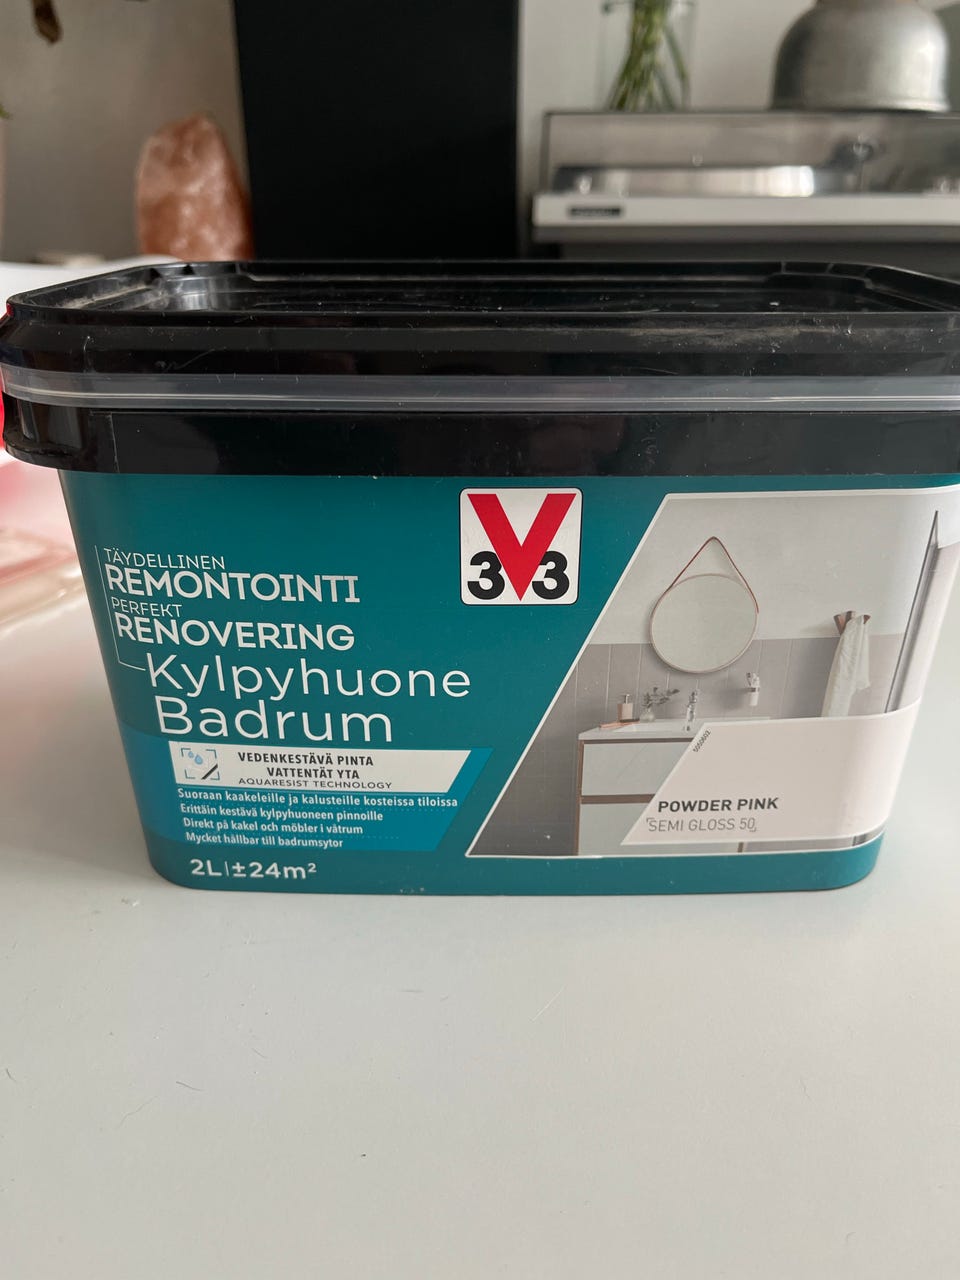 TÄYDELLINEN
REMONTOINTI
PERFEKT
RENOVERING
Kylpyhuone
Badrum
3V3
VEDENKESTÄVÄ PINTA
VATTENTÄT YTA
AQUARESIST TECHNOLOGY
Suoraan kaakeleille ja kalusteille kosteissa tiloissa
Erittäin kestävä kylpyhuoneen pinnoille
Direkt på kakel och möbler i våtrum
Mycket hållbar till badrumsytor
2L|±24m²
POWDER PINK
SEMI GLOSS 50